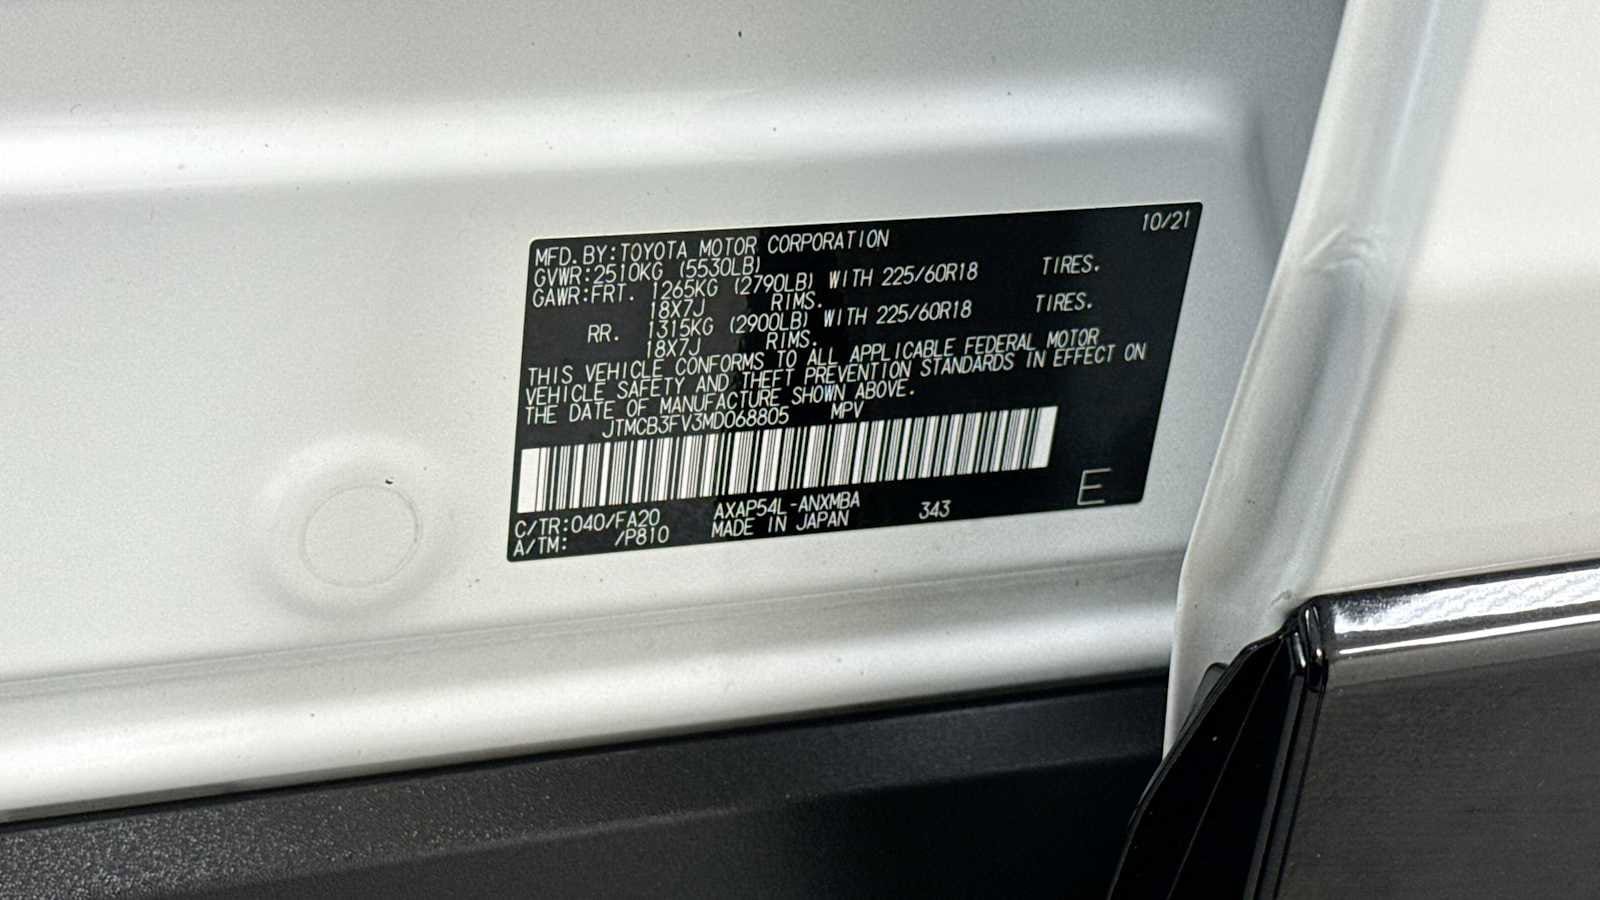 10/21
MFD. BY:TOYOTA MOTOR CORPORATION
GVWR:2510KG (5530LB)
GAWR:FRT. 1265KG (2790LB) WITH 225/60R18 TIRES.
18X7J RIMS.
RR. 1315KG (2900LB) WITH 225/60R18 TIRES.
18X7J RIMS.
THIS VEHICLE CONFORMS TO ALL APPLICABLE FEDERAL MOTOR
VEHICLE SAFETY AND THEFT PREVENTION STANDARDS IN EFFECT ON
THE DATE OF MANUFACTURE SHOWN ABOVE.
JTMCB3FV3MD068805 MPV
E
C/TR:040/FA20 AXAP54L-ANXMBA 343
A/TM: /P810 MADE IN JAPAN